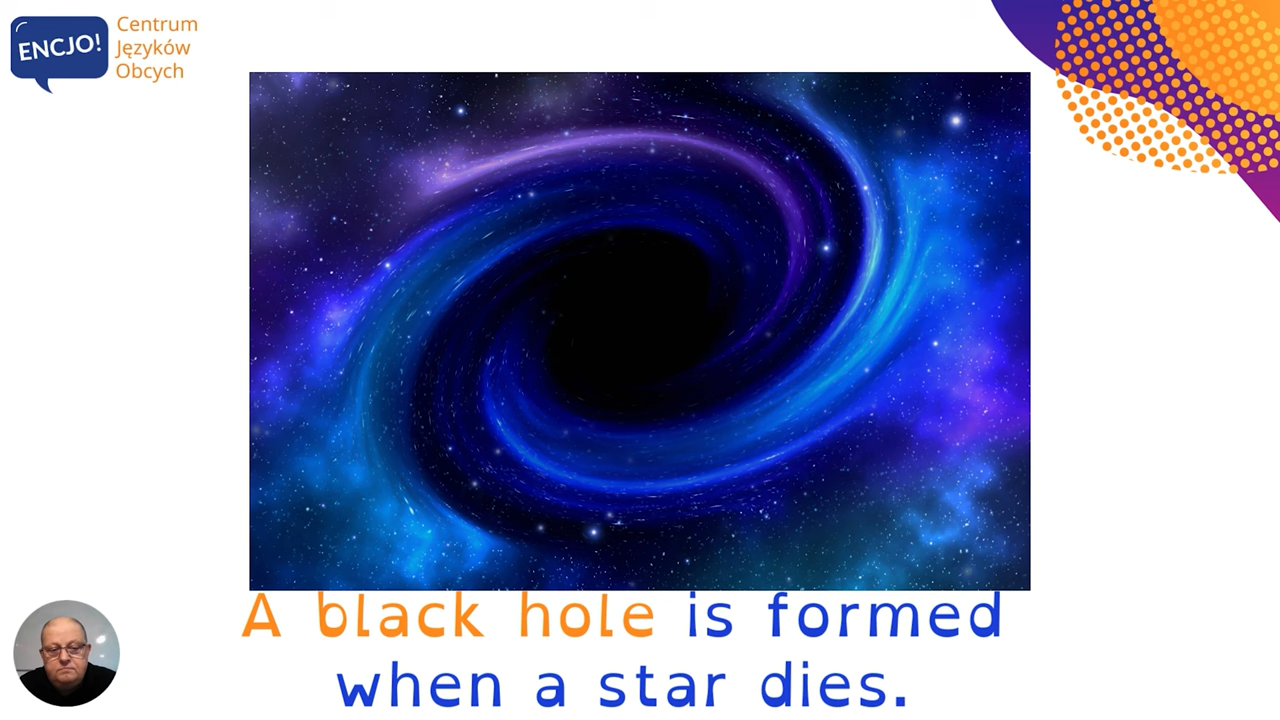 ENCJO!
Centrum
Języków
Obcych
A black hole is formed
when a star dies.